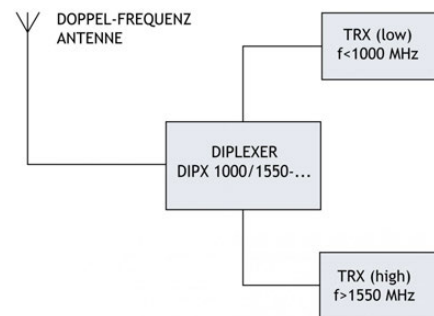 DOPPEL-FREQUENZ
ANTENNE
TRX (low)
f<1000 MHz
DIPLEXER
DIPX 1000/1550-...
TRX (high)
f>1550 MHz